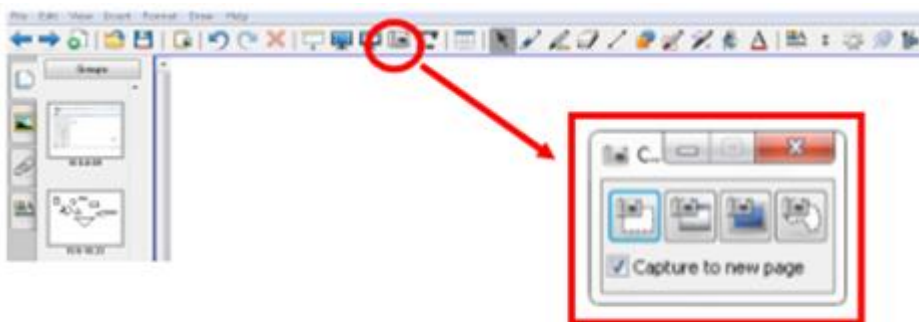 File Edit View Insert Format Draw Help
Groups
C...
Capture to new page